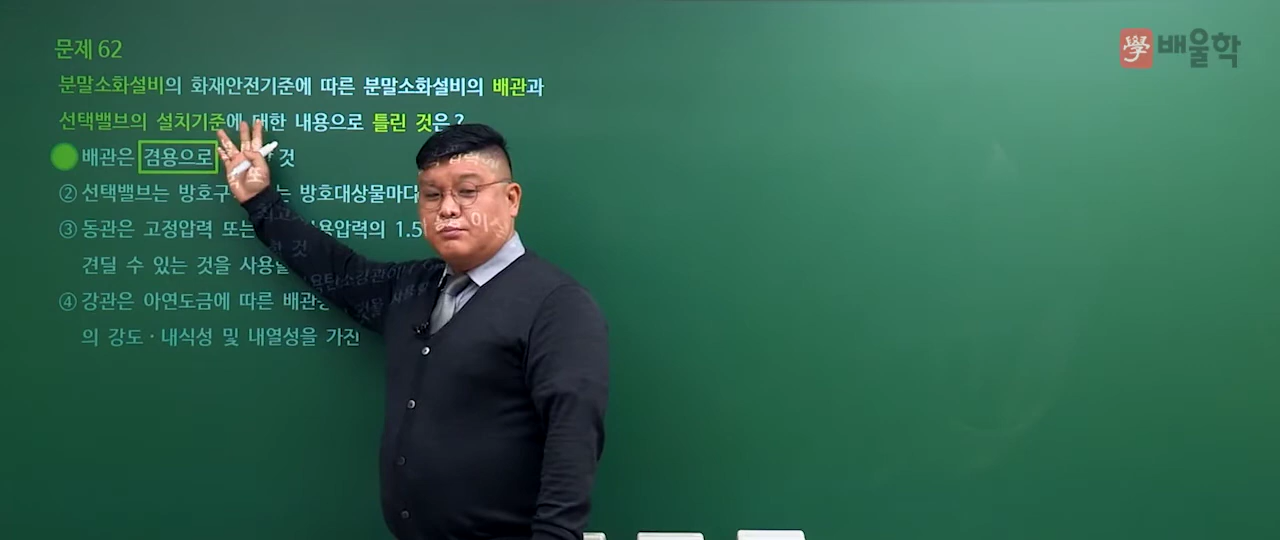 문제 62
學 배울학
분말소화설비의 화재안전기준에 따른 분말소화설비의 배관과
선택밸브의 설치기준에 대한 내용으로 틀린 것은?
배관은 겸용으로 것
② 선택밸브는 방호구 는 방호대상물마다
③ 동관은 고정압력 또는 용압력의 1.5
견딜 수 있는 것을 사용
④ 강관은 아연도금에 따른 배관
의 강도·내식성 및 내열성을 가진